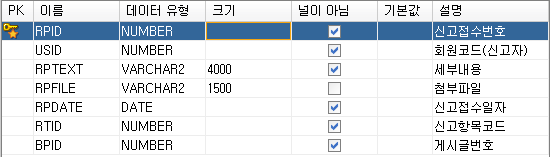 PK 이름 데이터 유형 크기 널이 아님 기본값 설명
RPID NUMBER 신고접수번호
USID NUMBER 회원코드(신고자)
RPTEXT VARCHAR2 4000 세부내용
RPFILE VARCHAR2 1500 첨부파일
RPDATE DATE 신고접수일자
RTID NUMBER 신고항목코드
BPID NUMBER 게시글번호